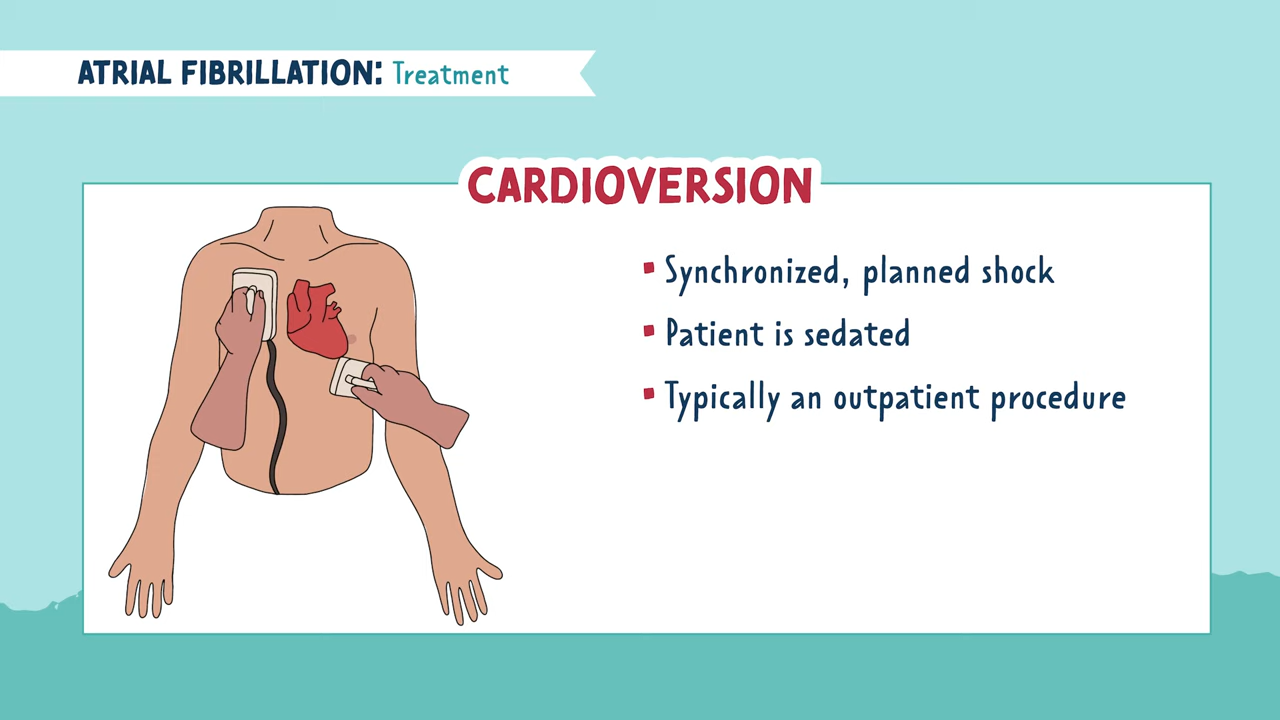 ATRIAL FIBRILLATION: Treatment
CARDIOVERSION
Synchronized, planned shock
Patient is sedated
Typically an outpatient procedure